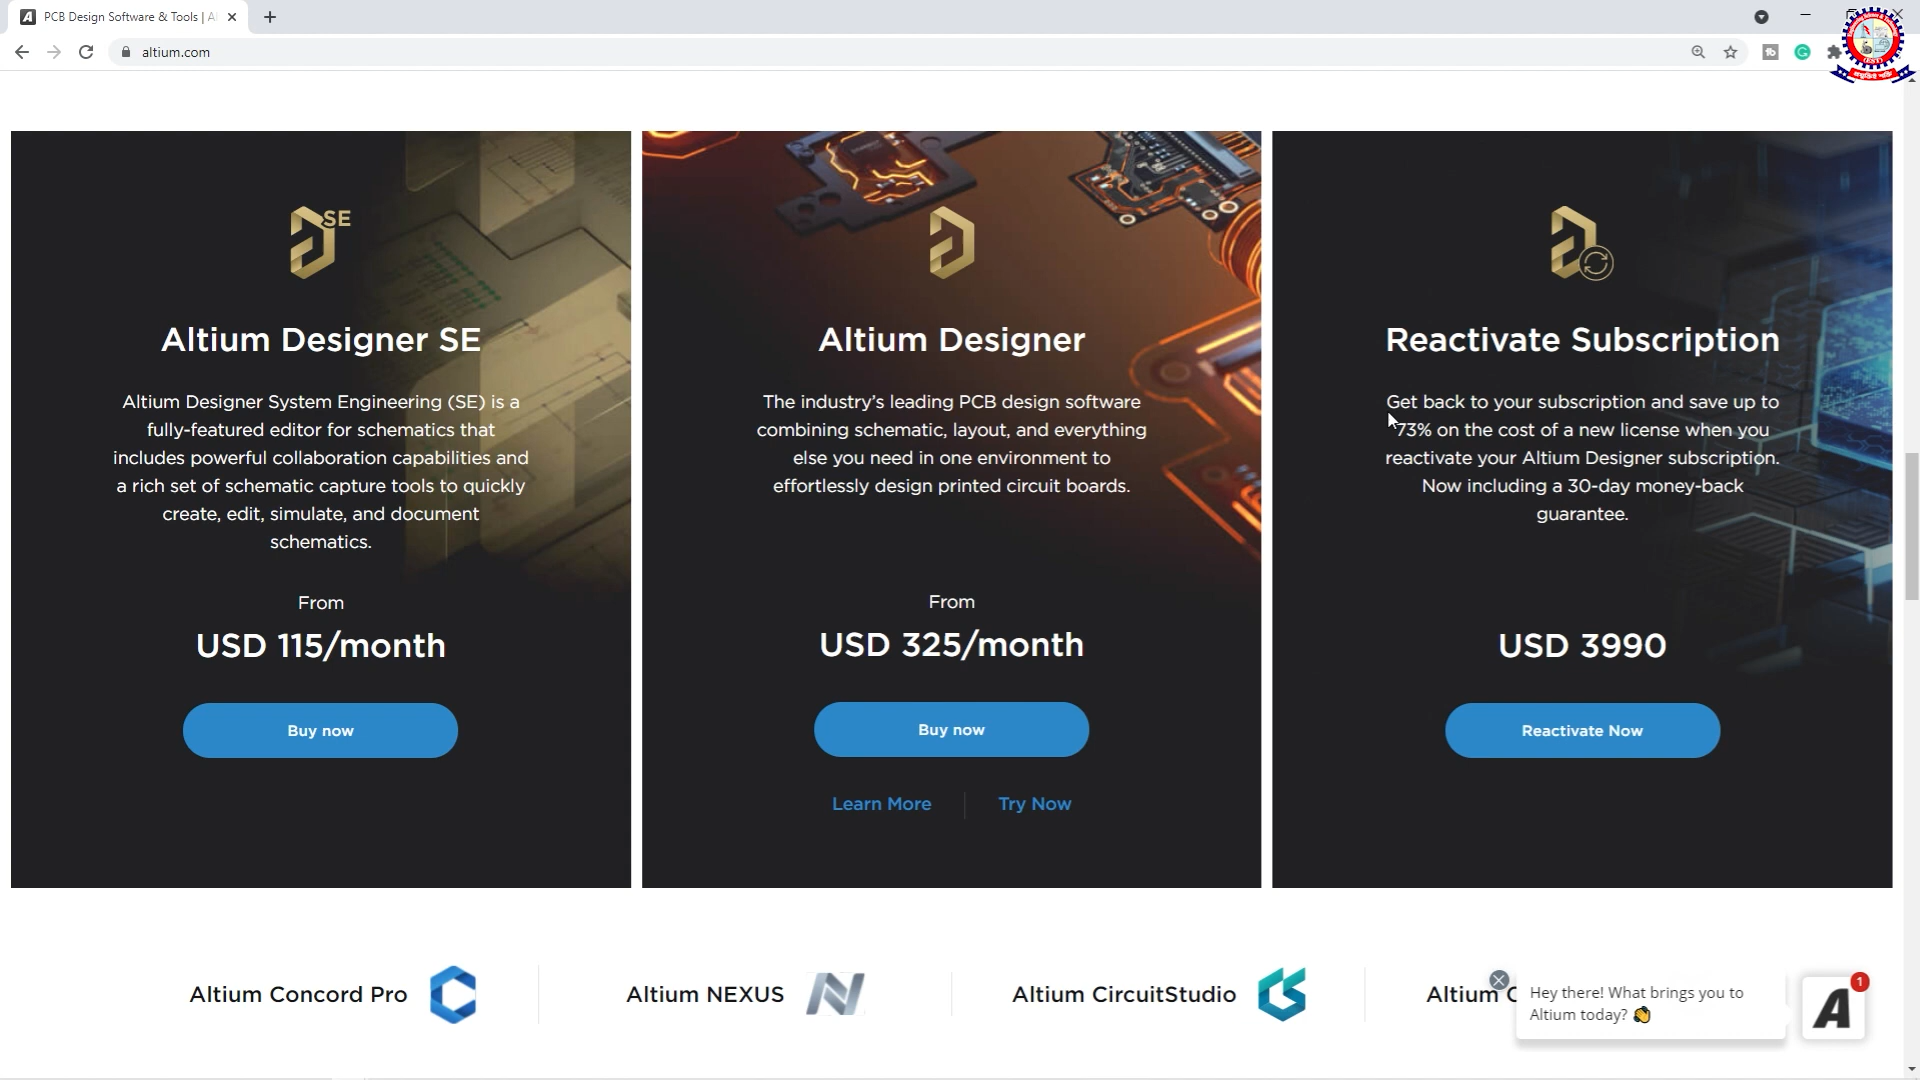 PCB Design Software & Tools | A
altium.com
SE
Altium Designer SE
Altium Designer System Engineering (SE) is a
fully-featured editor for schematics that
includes powerful collaboration capabilities and
a rich set of schematic capture tools to quickly
create, edit, simulate, and document
schematics.
From
USD 115/month
Buy now
Altium Designer
The industry’s leading PCB design software
combining schematic, layout, and everything
else you need in one environment to
effortlessly design printed circuit boards.
From
USD 325/month
Buy now
Learn More
Try Now
Reactivate Subscription
Get back to your subscription and save up to
73% on the cost of a new license when you
reactivate your Altium Designer subscription.
Now including a 30-day money-back
guarantee.
USD 3990
Reactivate Now
Altium Concord Pro
Altium NEXUS
Altium CircuitStudio
Altium C
Hey there! What brings you to
Altium today? 👋
1